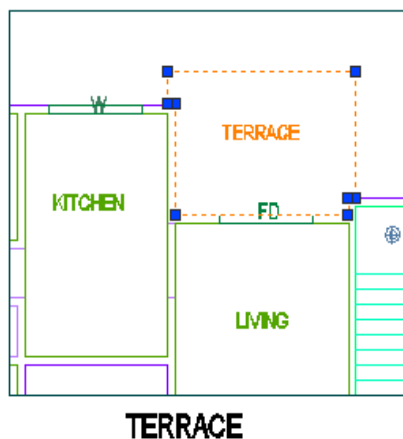 W
TERRACE
KITCHEN
FD
LIVING
TERRACE